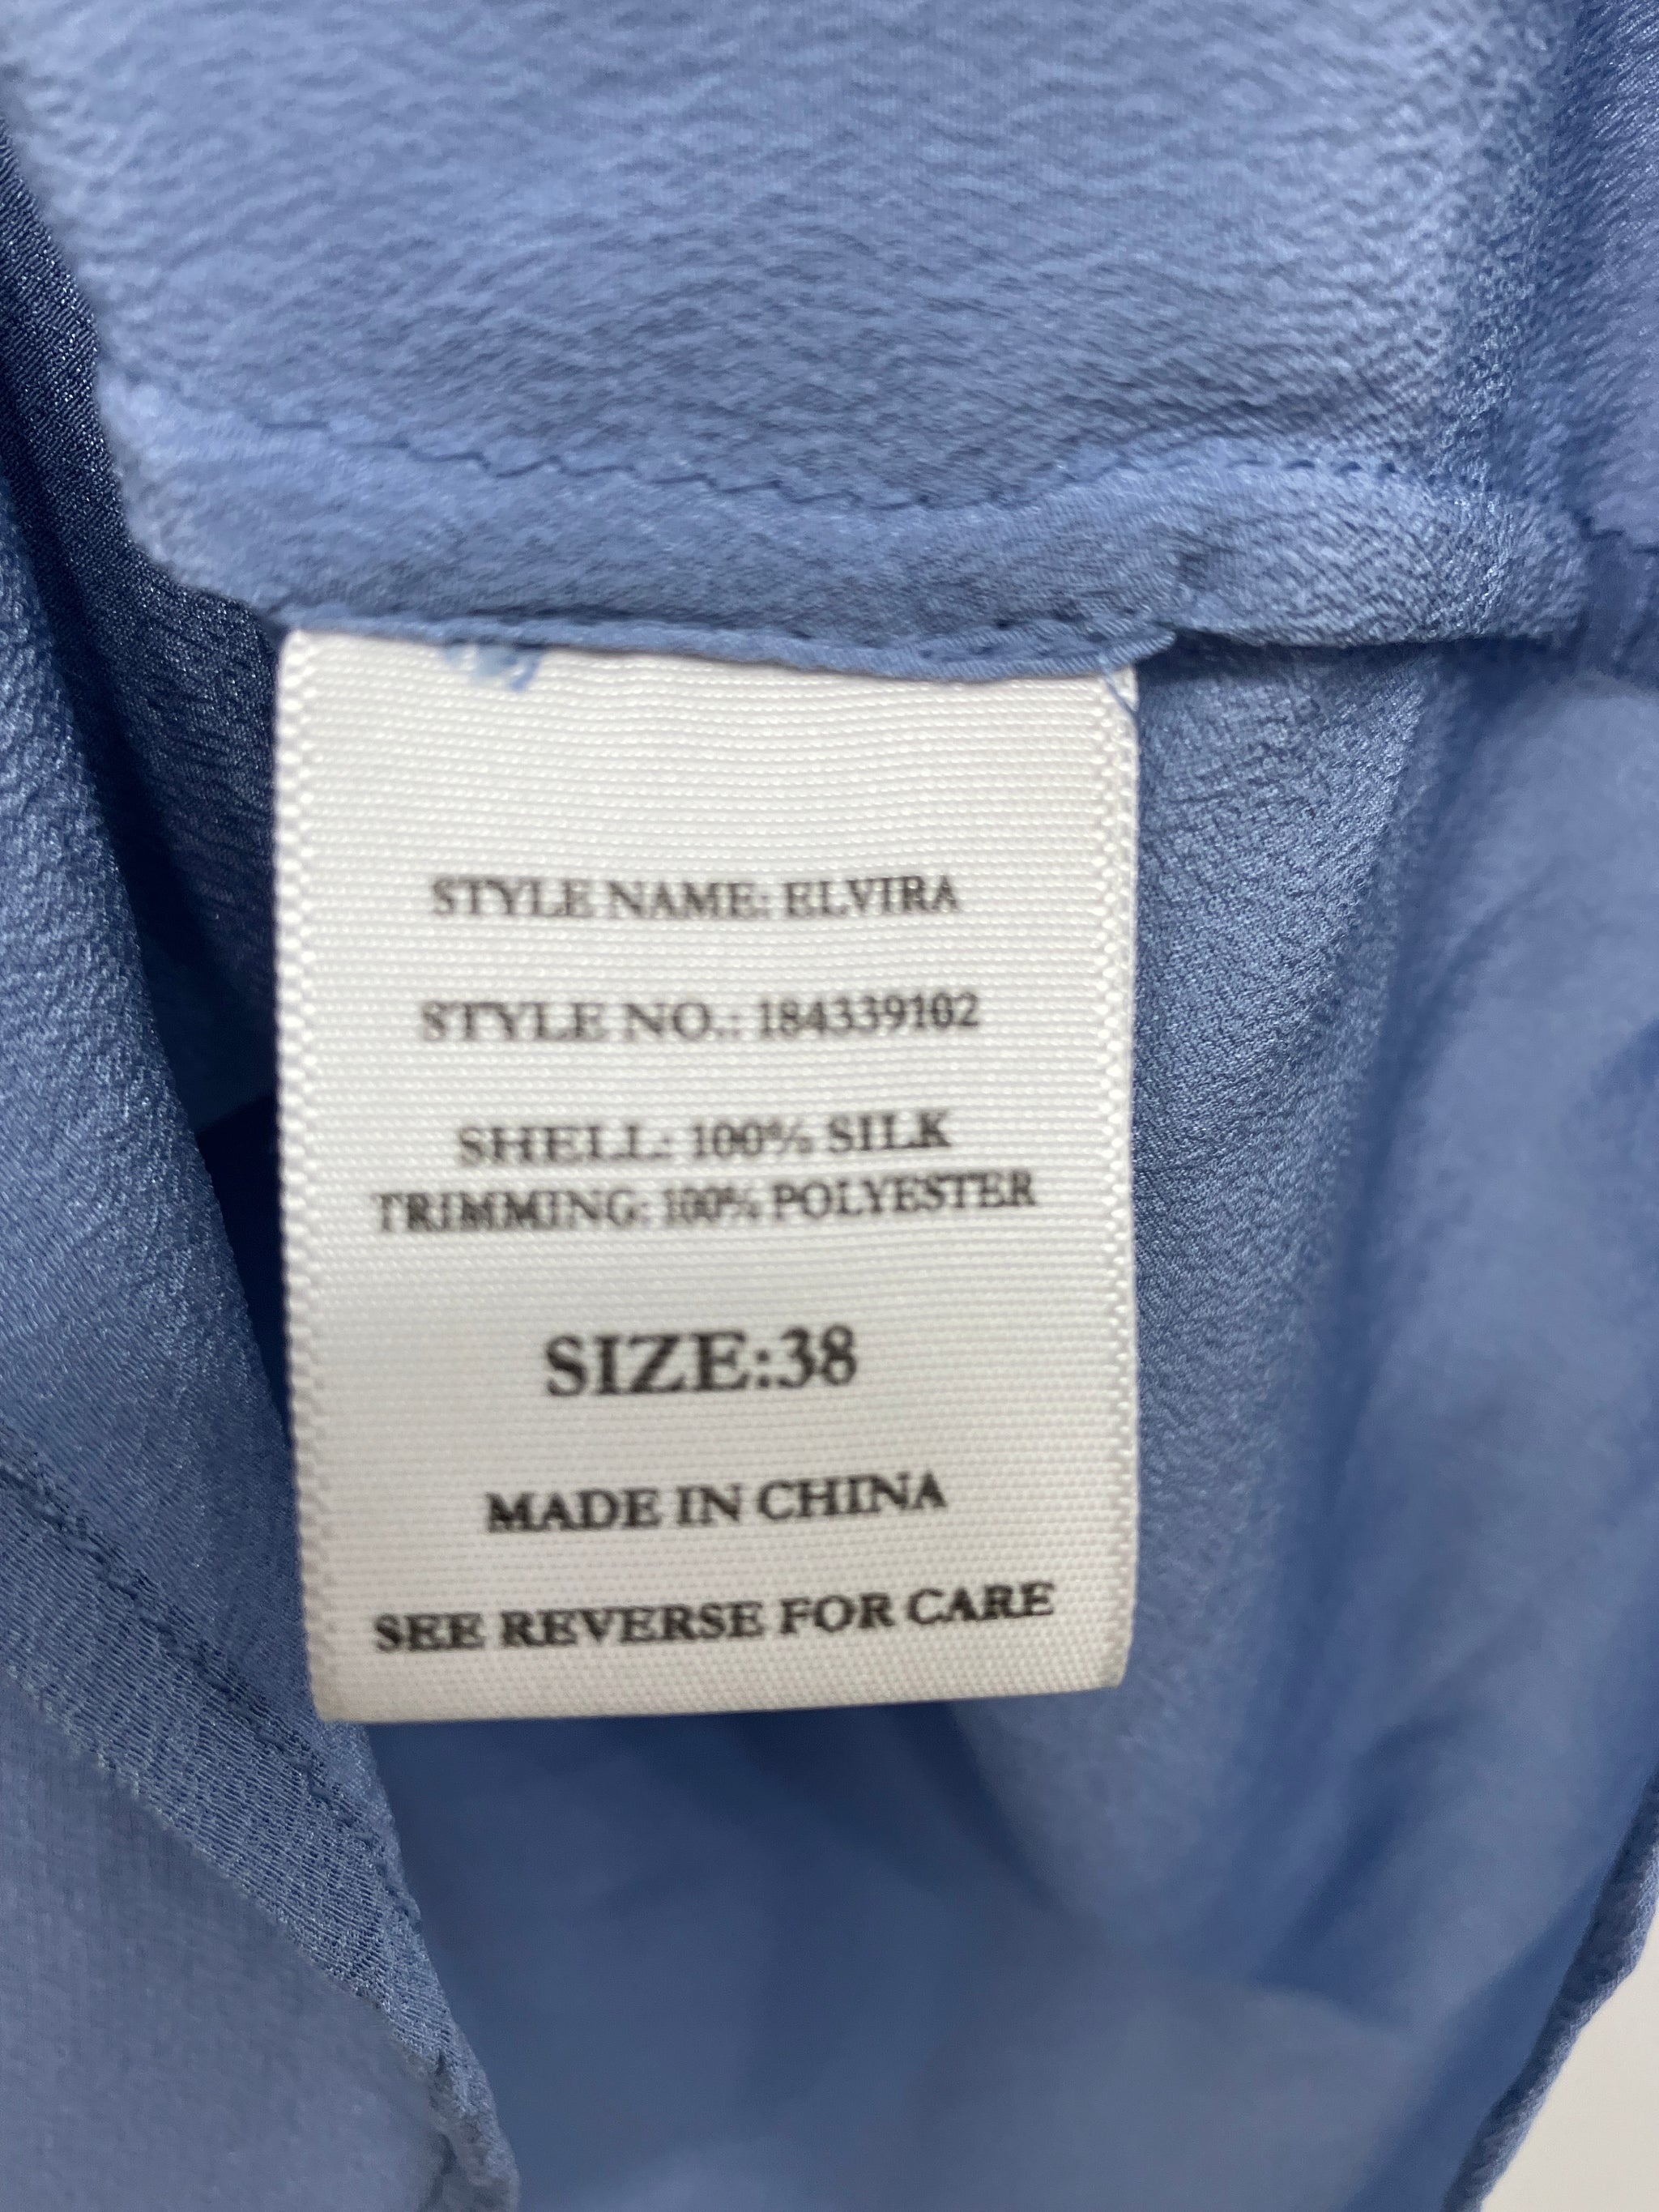 STYLE NAME: ELVIRA
STYLE NO.: 184339102
SHELL: 100% SILK
TRIMMING: 100% POLYESTER
SIZE:38
MADE IN CHINA
SEE REVERSE FOR CARE